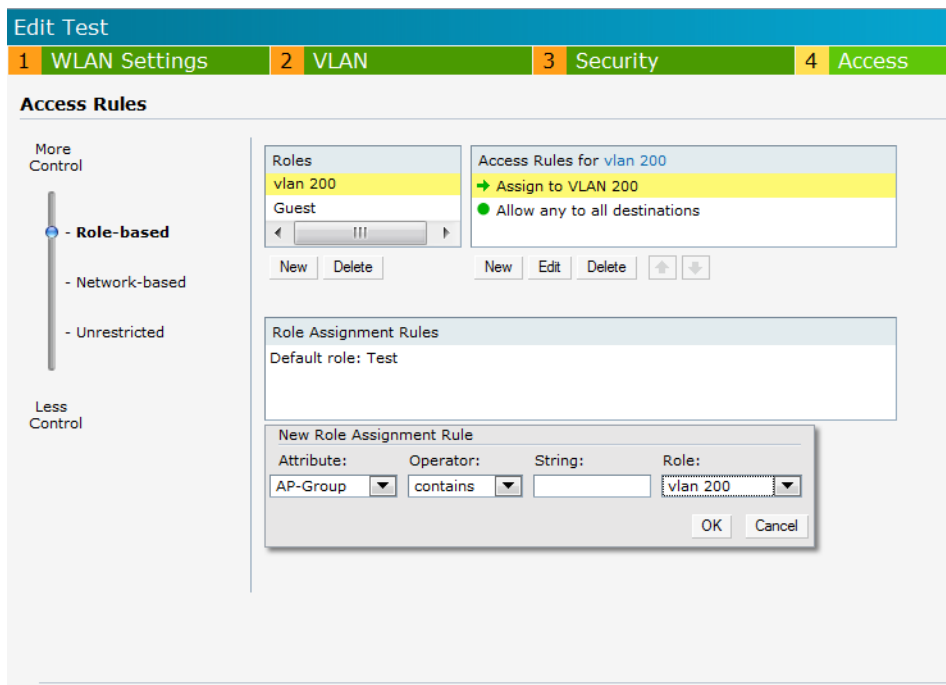 Edit Test
1 WLAN Settings 2 VLAN 3 Security 4 Access
Access Rules
More
Control
- Role-based
- Network-based
- Unrestricted
Less
Control
Roles
vlan 200
Guest
New Delete
Access Rules for vlan 200
Assign to VLAN 200
Allow any to all destinations
New Edit Delete
Role Assignment Rules
Default role: Test
New Role Assignment Rule
Attribute: Operator: String: Role:
AP-Group contains vlan 200
OK Cancel